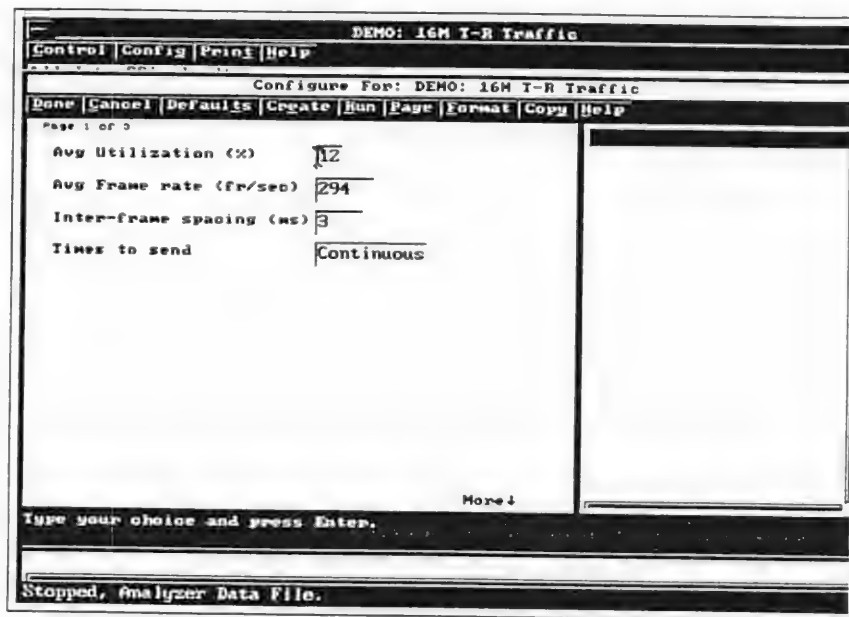 DEMO: 16M T-R Traffic
Control Config Print Help
Configure For: DEMO: 16M T-R Traffic
Done Cancel Defaults Create Run Page Format Copy Help
Page 1 of 3
Avg Utilization (%) 12
Avg Frame rate (fr/sec) 294
Inter-frame spacing (ms) 3
Times to send Continuous
More↓
Type your choice and press Enter.
Stopped, Analyzer Data File.